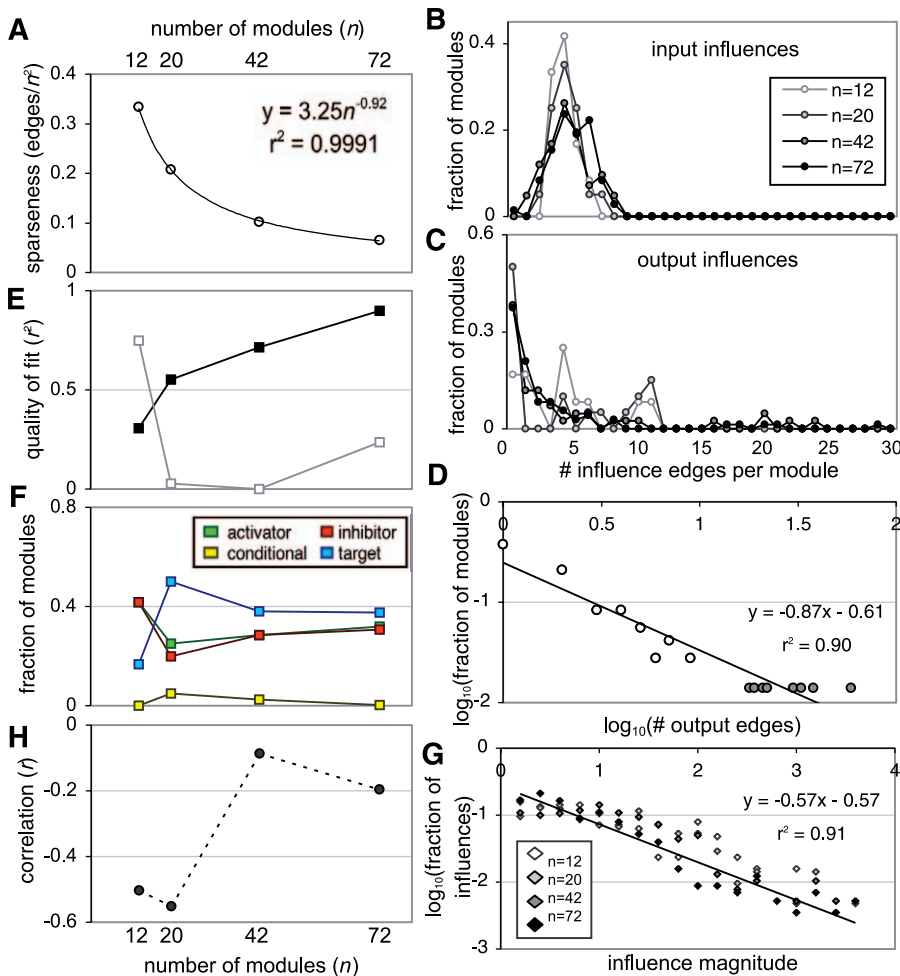 A
number of modules (n)
12 20 42 72
0.4
0.3
0.2
0.1
0
sparseness (edges/n²)
y = 3.25n^-0.92
r² = 0.9991
B
input influences
0.4
0.2
0
fraction of modules
n=12
n=20
n=42
n=72
C
output influences
0.6
0.3
0
fraction of modules
0 5 10 15 20 25 30
# influence edges per module
E
1
0.5
0
quality of fit (r²)
D
0 0.5 1 1.5 2
0
-1
-2
log₁₀(fraction of modules)
y = -0.87x - 0.61
r² = 0.90
log₁₀(# output edges)
F
0.8
0.4
0
fraction of modules
activator inhibitor
conditional target
H
0
-0.2
-0.4
-0.6
correlation (r)
12 20 42 72
number of modules (n)
G
0 1 2 3 4
0
-1
-2
-3
log₁₀(fraction of
influences)
y = -0.57x - 0.57
r² = 0.91
n=12
n=20
n=42
n=72
influence magnitude